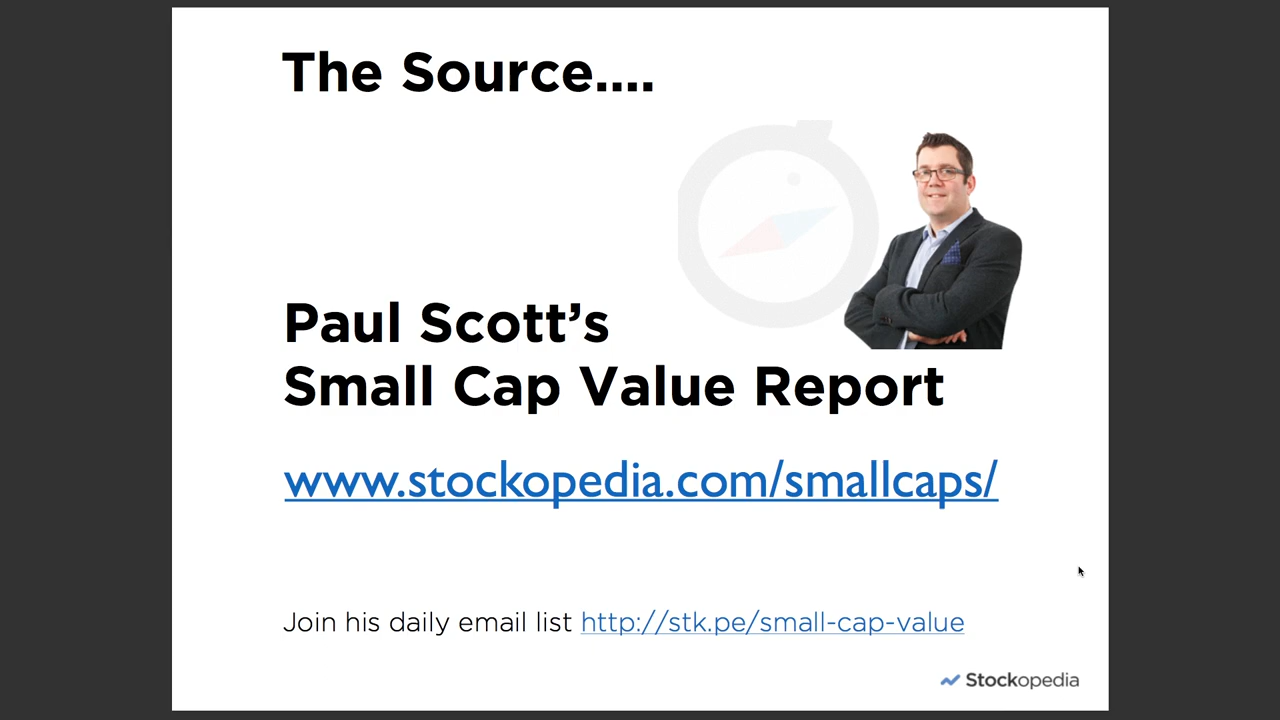 The Source....
Paul Scott’s
Small Cap Value Report
www.stockopedia.com/smallcaps/
Join his daily email list http://stk.pe/small-cap-value
Stockopedia